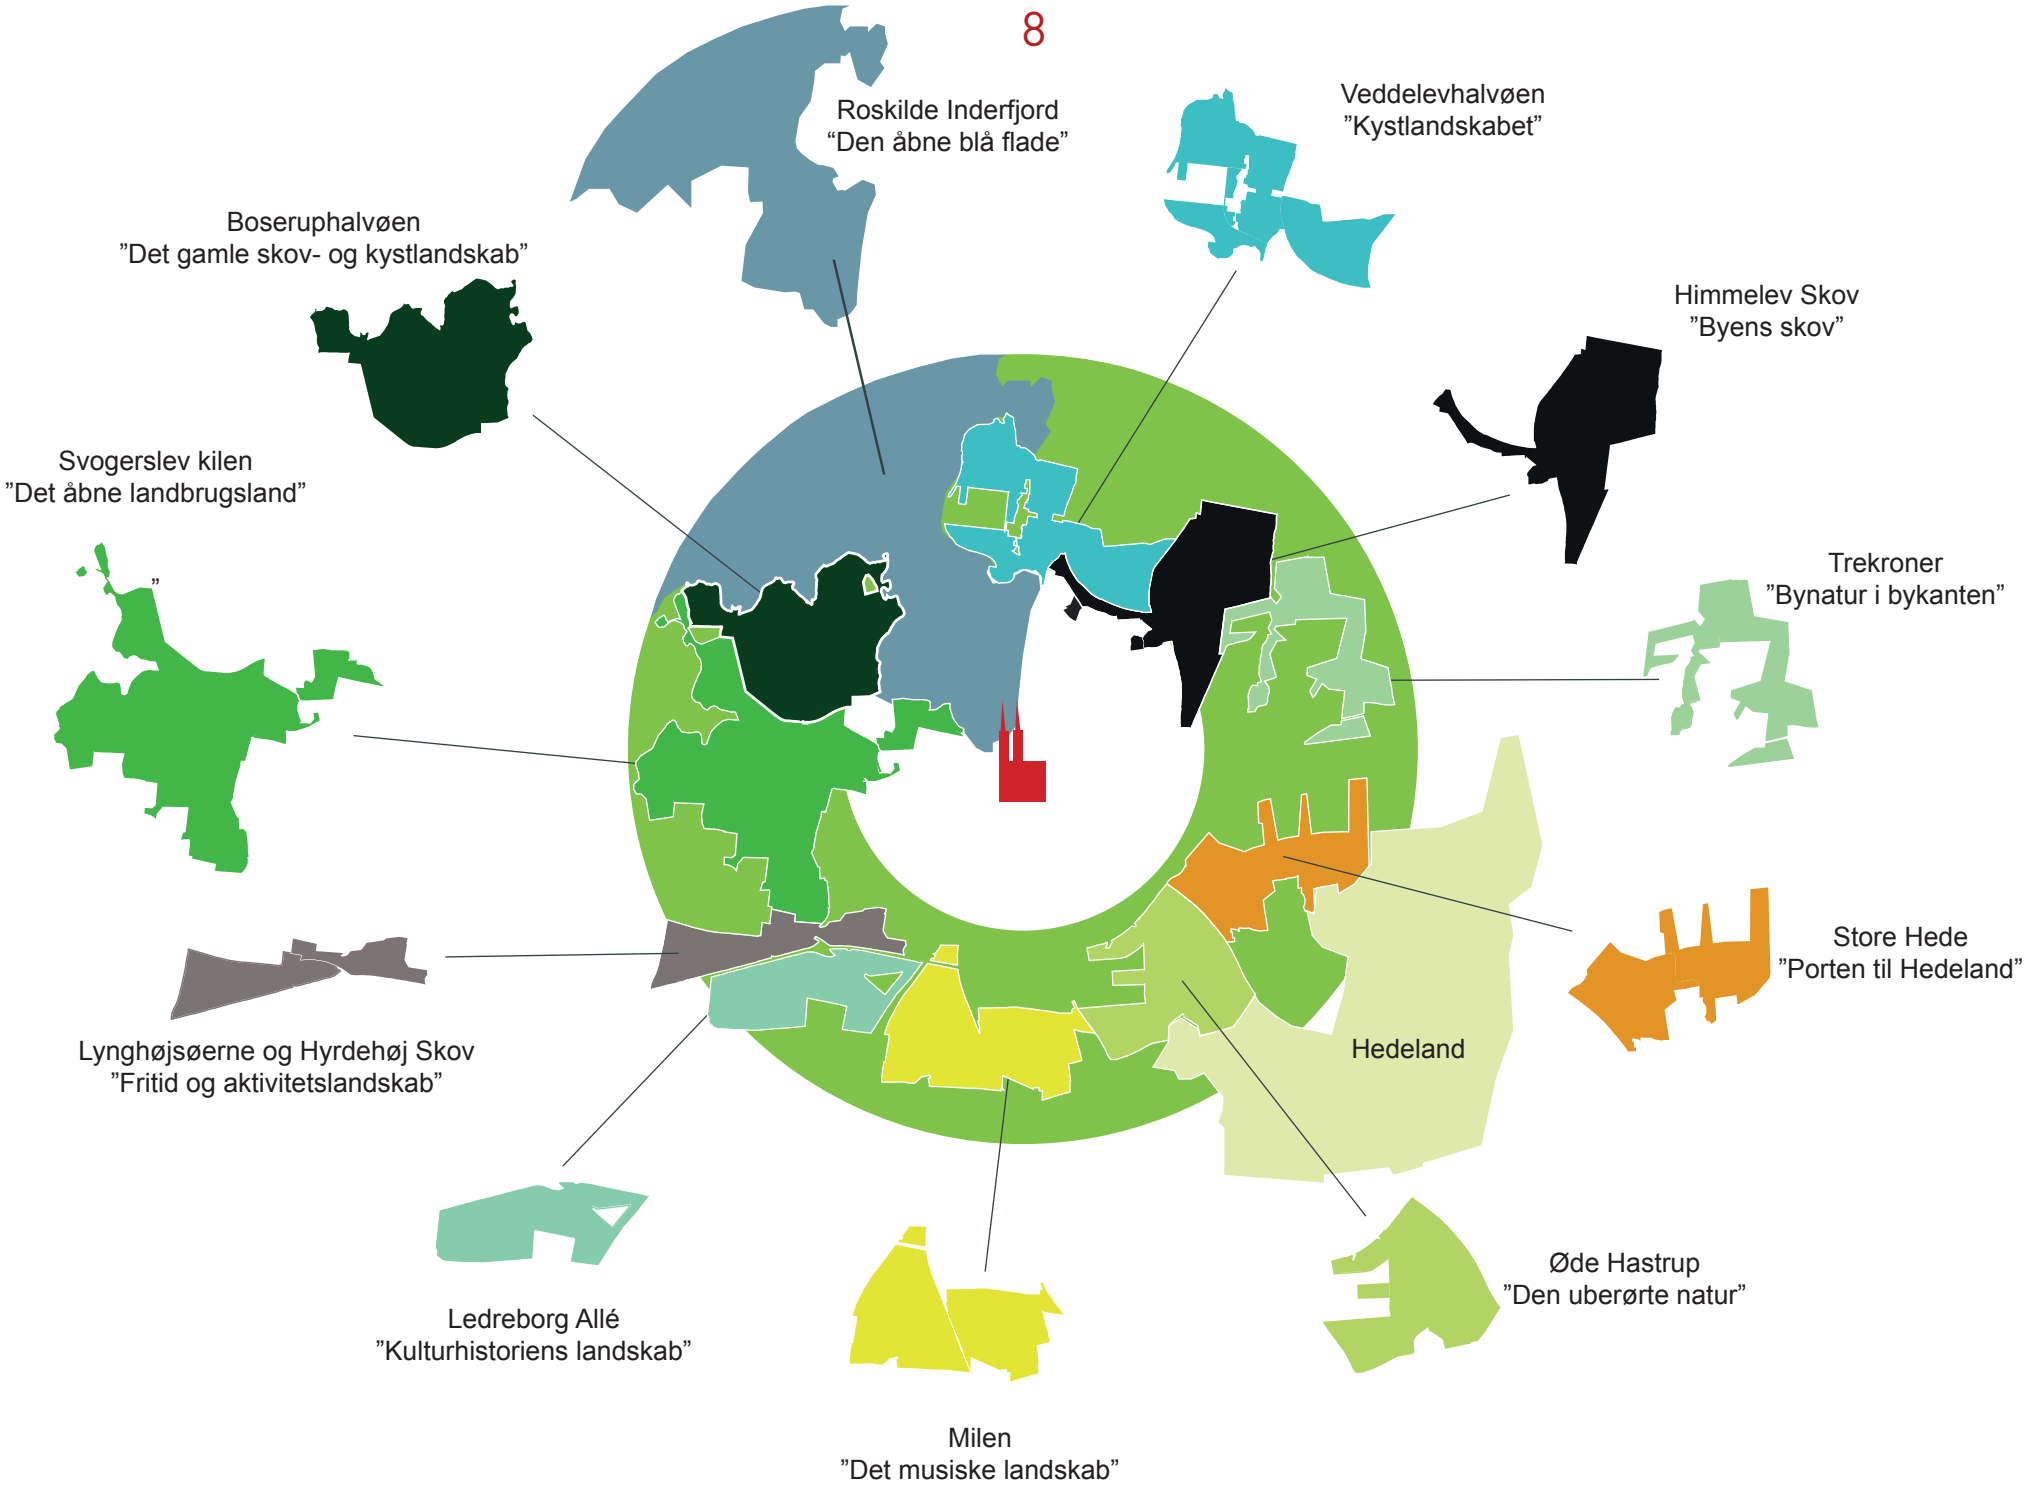 8
Roskilde Inderfjord
“Den åbne blå flade”
Veddelevhalvøen
”Kystlandskabet”
Boseruphalvøen
”Det gamle skov- og kystlandskab”
Himmelev Skov
”Byens skov”
Svogerslev kilen
”Det åbne landbrugsland”
”
Trekroner
”Bynatur i bykanten”
Store Hede
”Porten til Hedeland”
Hedeland
Lynghøjsøerne og Hyrdehøj Skov
”Fritid og aktivitetslandskab”
Øde Hastrup
”Den uberørte natur”
Ledreborg Allé
”Kulturhistoriens landskab”
Milen
”Det musiske landskab”